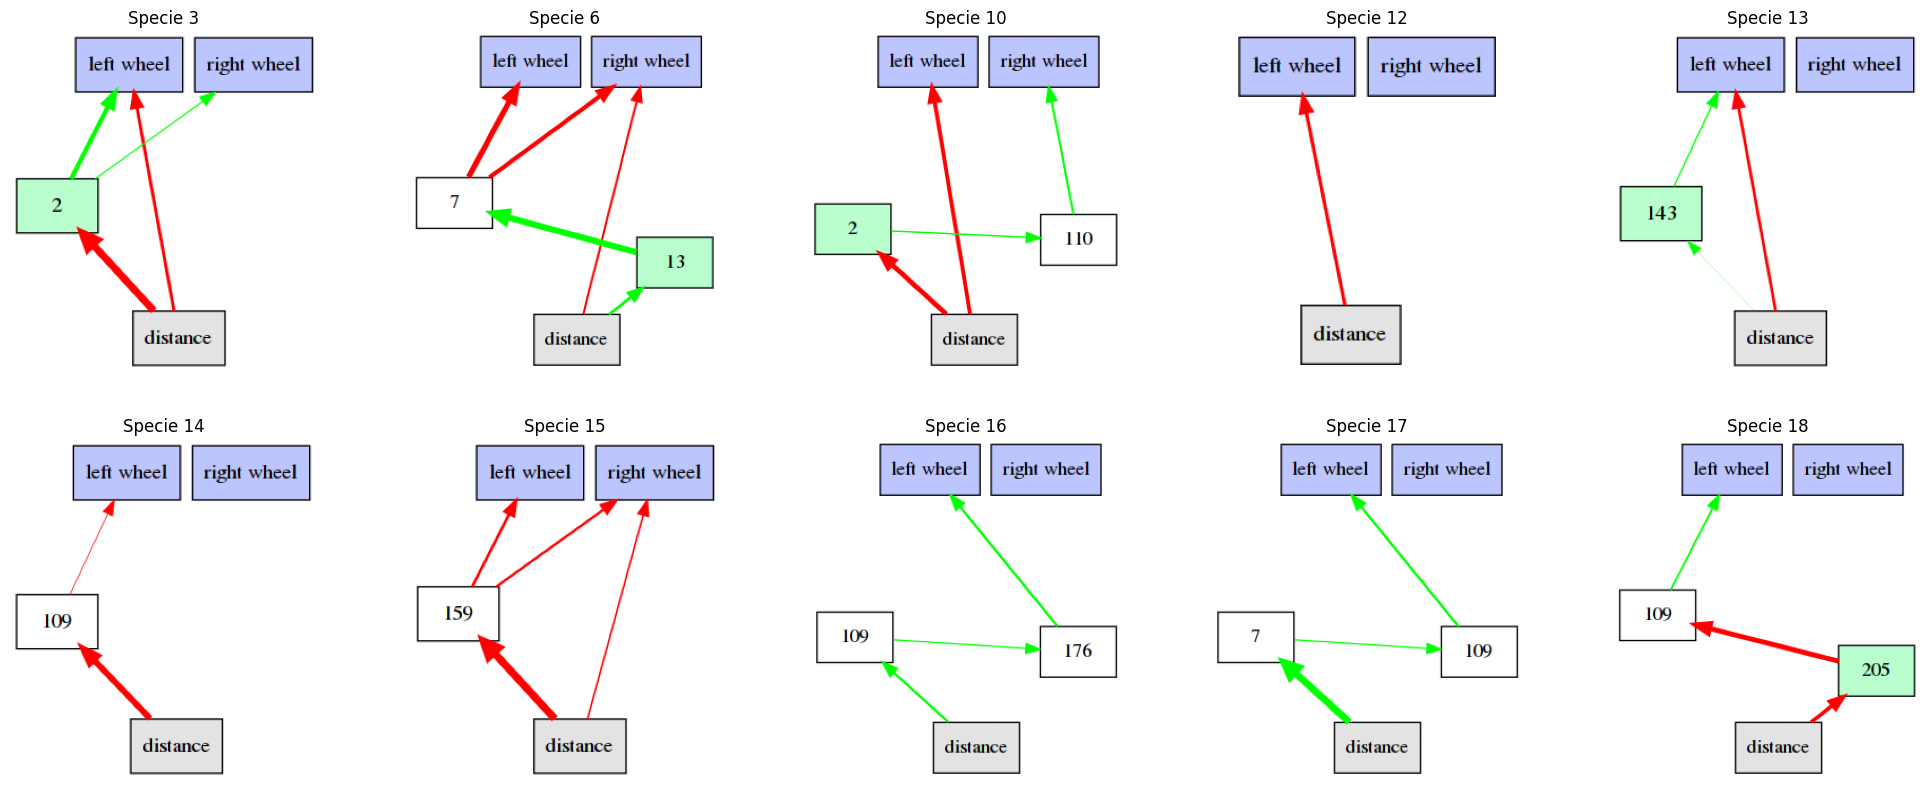 Specie 3
left wheel
right wheel
2
distance
Specie 6
left wheel
right wheel
7
13
distance
Specie 10
left wheel
right wheel
2
110
distance
Specie 12
left wheel
right wheel
distance
Specie 13
left wheel
right wheel
143
distance
Specie 14
left wheel
right wheel
109
distance
Specie 15
left wheel
right wheel
159
distance
Specie 16
left wheel
right wheel
109
176
distance
Specie 17
left wheel
right wheel
7
109
distance
Specie 18
left wheel
right wheel
109
205
distance